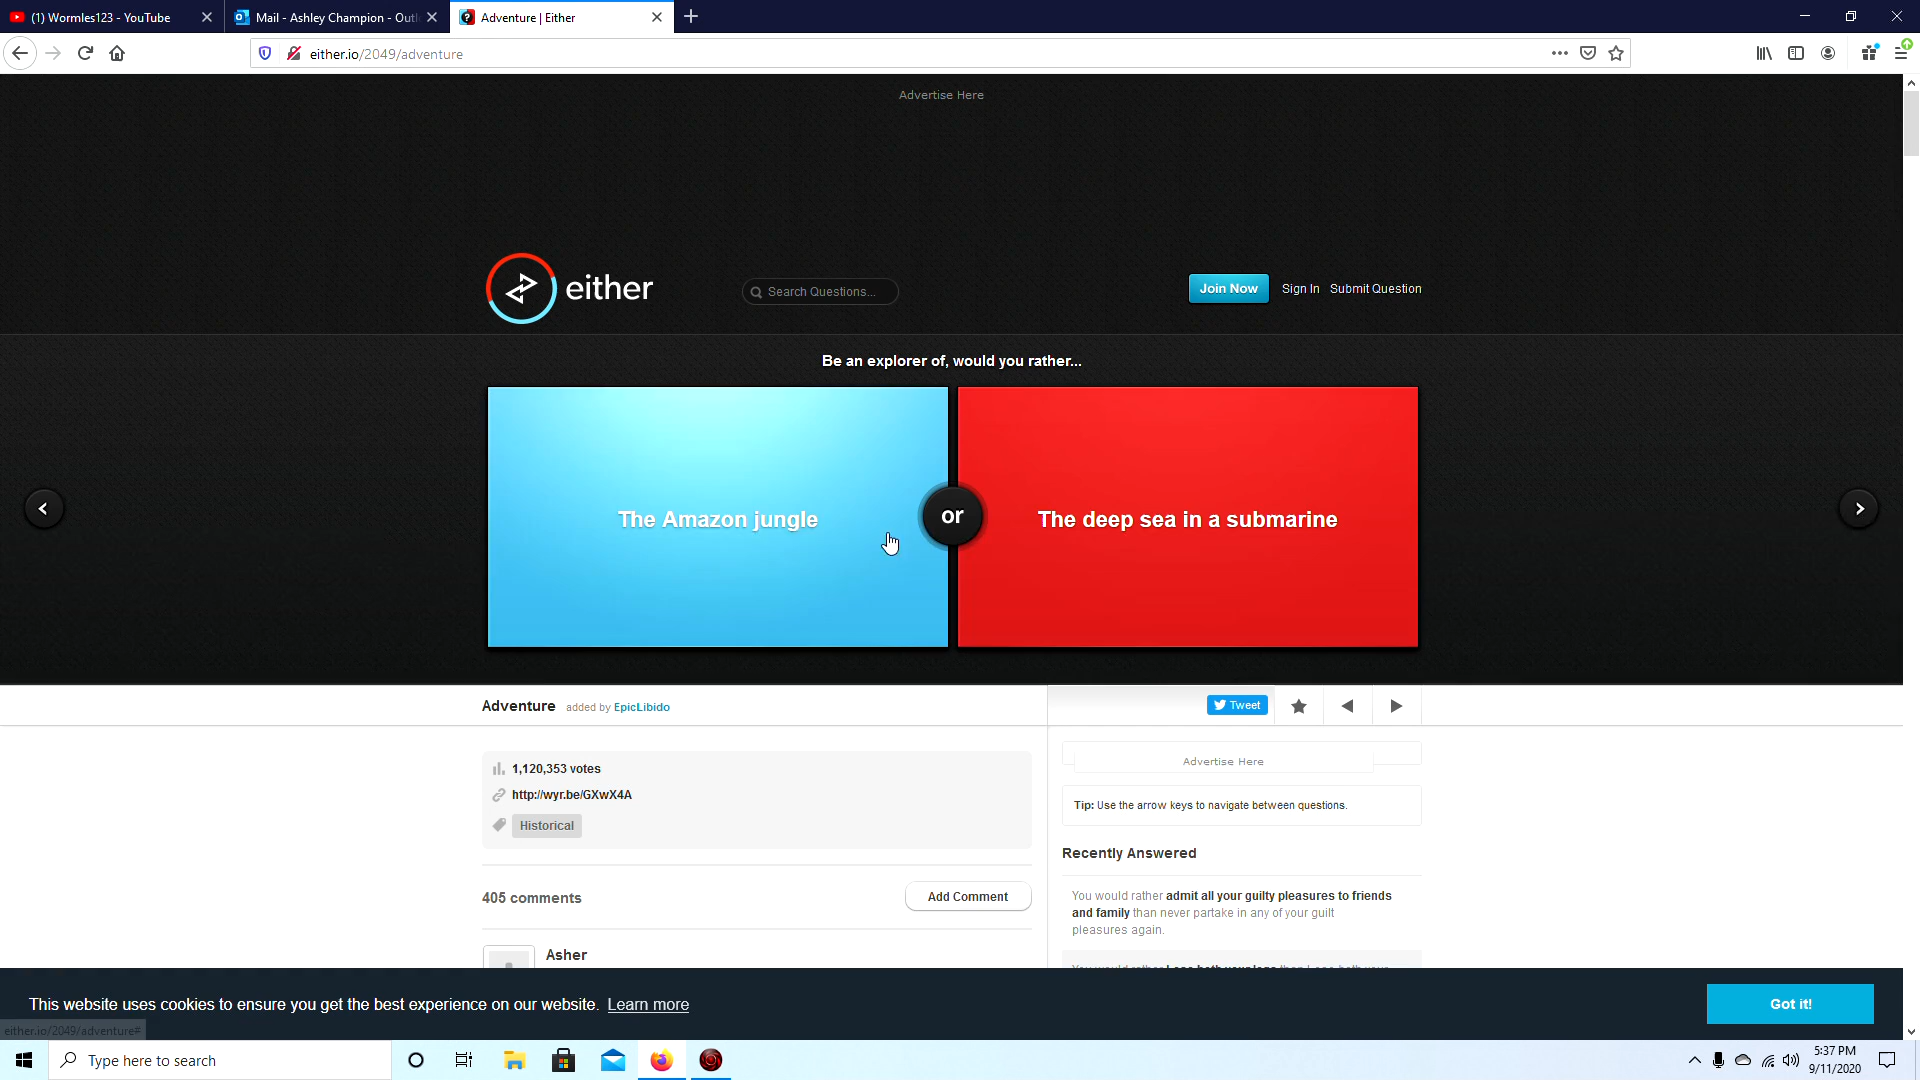 (1) Wormles123 - YouTube
Mail - Ashley Champion - Outl
Adventure | Either
either.io/2049/adventure
Advertise Here
either
Search Questions...
Join Now
Sign In
Submit Question
Be an explorer of, would you rather...
The Amazon jungle
or
The deep sea in a submarine
Adventure added by EpicLibido
Tweet
1,120,353 votes
http://wyr.be/GXwX4A
Historical
405 comments
Add Comment
Asher
Advertise Here
Tip: Use the arrow keys to navigate between questions.
Recently Answered
You would rather admit all your guilty pleasures to friends
and family than never partake in any of your guilt
pleasures again.
This website uses cookies to ensure you get the best experience on our website. Learn more
Got it!
either.io/2049/adventure#
Type here to search
5:37 PM
9/11/2020